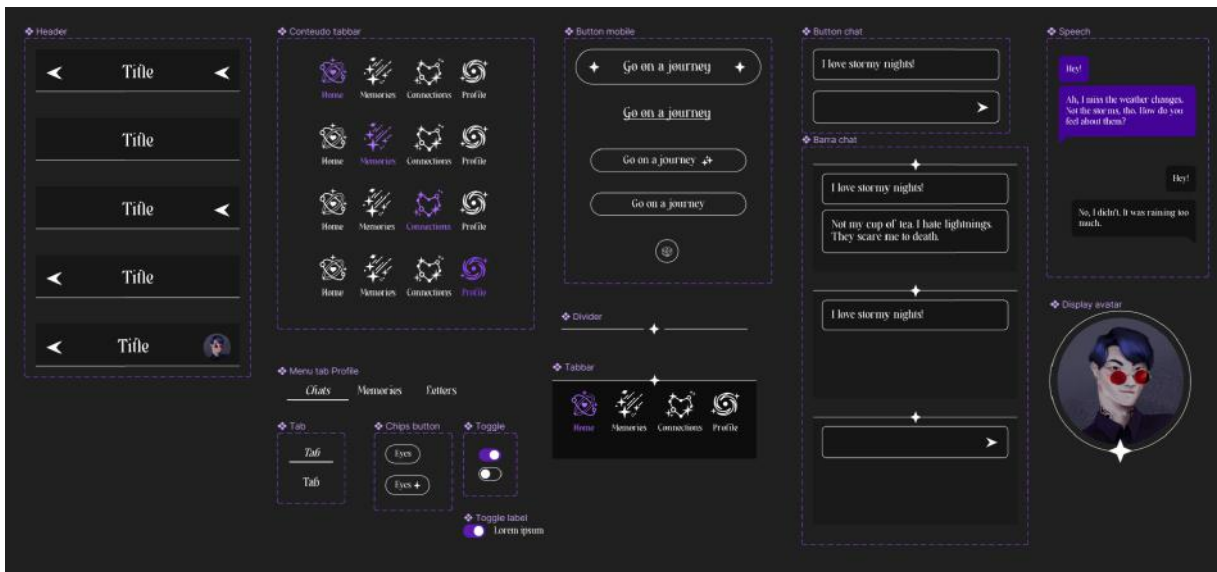 Header
Title
Title
Title
Title
Title
Conteudo tabbar
Home Memories Connections Profile
Home Memories Connections Profile
Home Memories Connections Profile
Home Memories Connections Profile
Menu tab Profile
Chats Memories Letters
Tab
Tab
Tab
Chips button
Eyes
Eyes +
Toggle
Toggle label
Lorem ipsum
Button mobile
Go on a journey
Go on a journey
Go on a journey
Go on a journey
Divider
Tabbar
Home Memories Connections Profile
Button chat
I love stormy nights!
Barra chat
I love stormy nights!
Not my cup of tea. I hate lightnings.
They scare me to death.
I love stormy nights!
Speech
Hey!
Ah, I miss the weather changes.
Not the storms, tho. How do you
feel about them?
Hey!
No, I didn't. It was raining too
much.
Display avatar